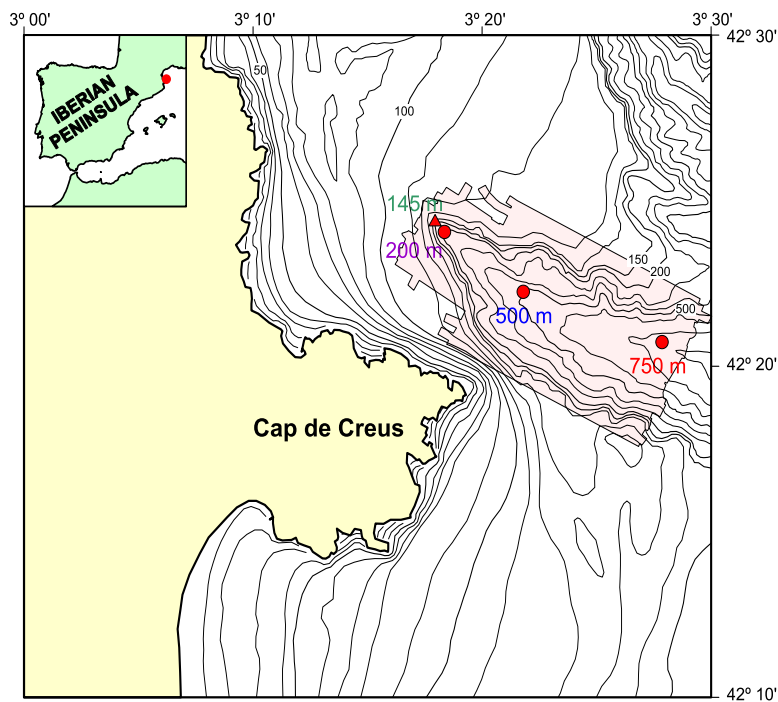 3º 00' 3º 10' 3º 20' 3º 30'
42º 30'
IBERIAN
PENINSULA
50
100
145 m
200 m
150
200
500
500 m
750 m
42º 20'
Cap de Creus
42º 10'